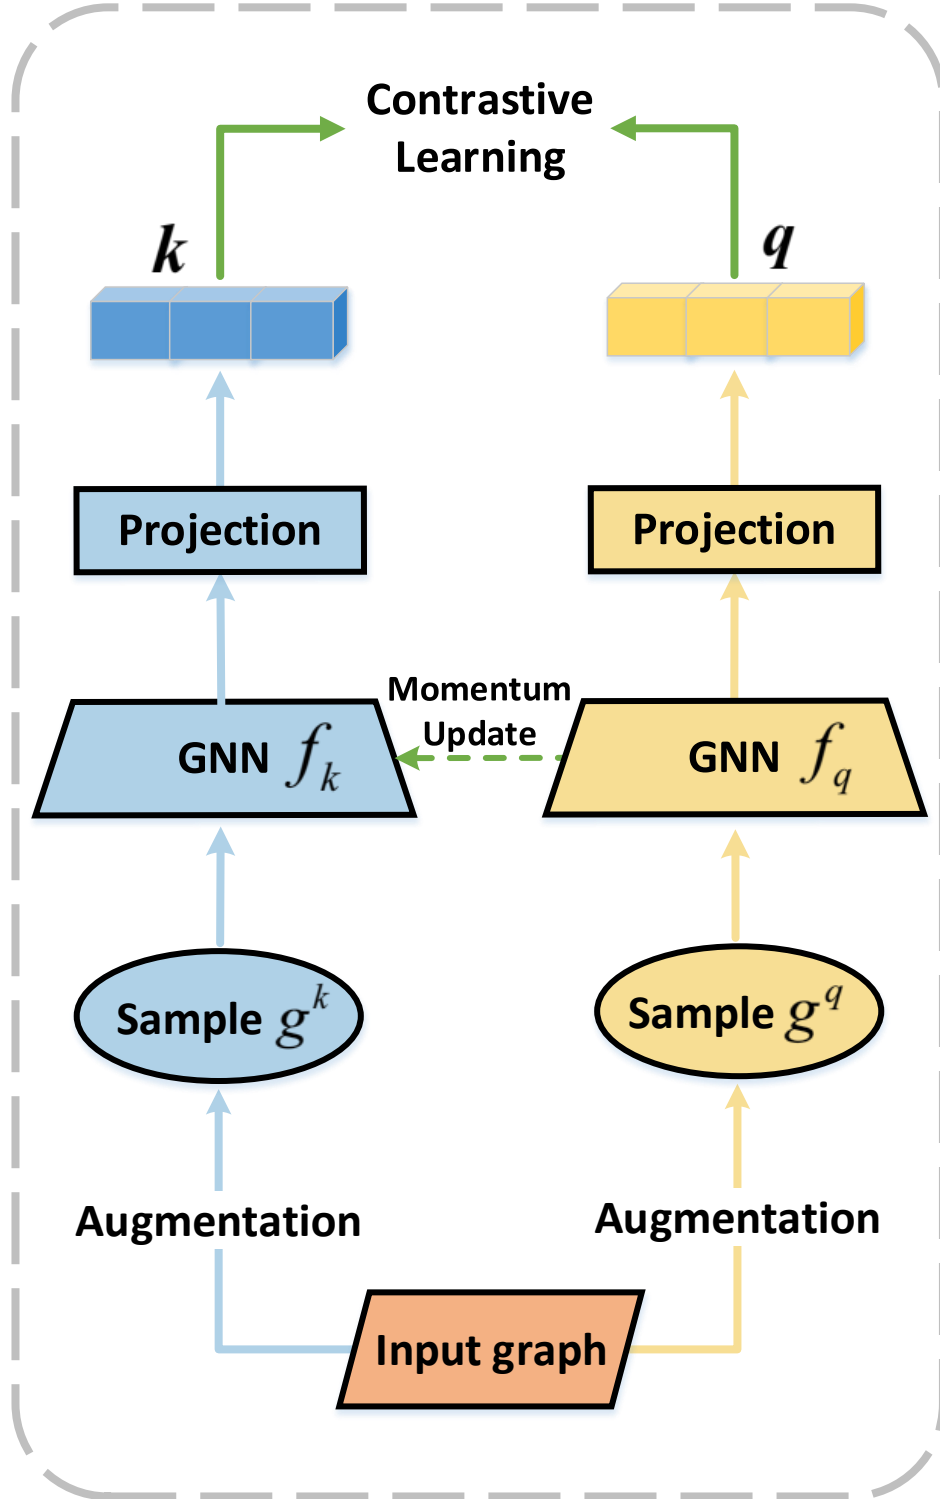 Contrastive
Learning
k
q
Projection
Projection
Momentum
Update
GNN f_k
GNN f_q
Sample g^k
Sample g^q
Augmentation
Augmentation
Input graph